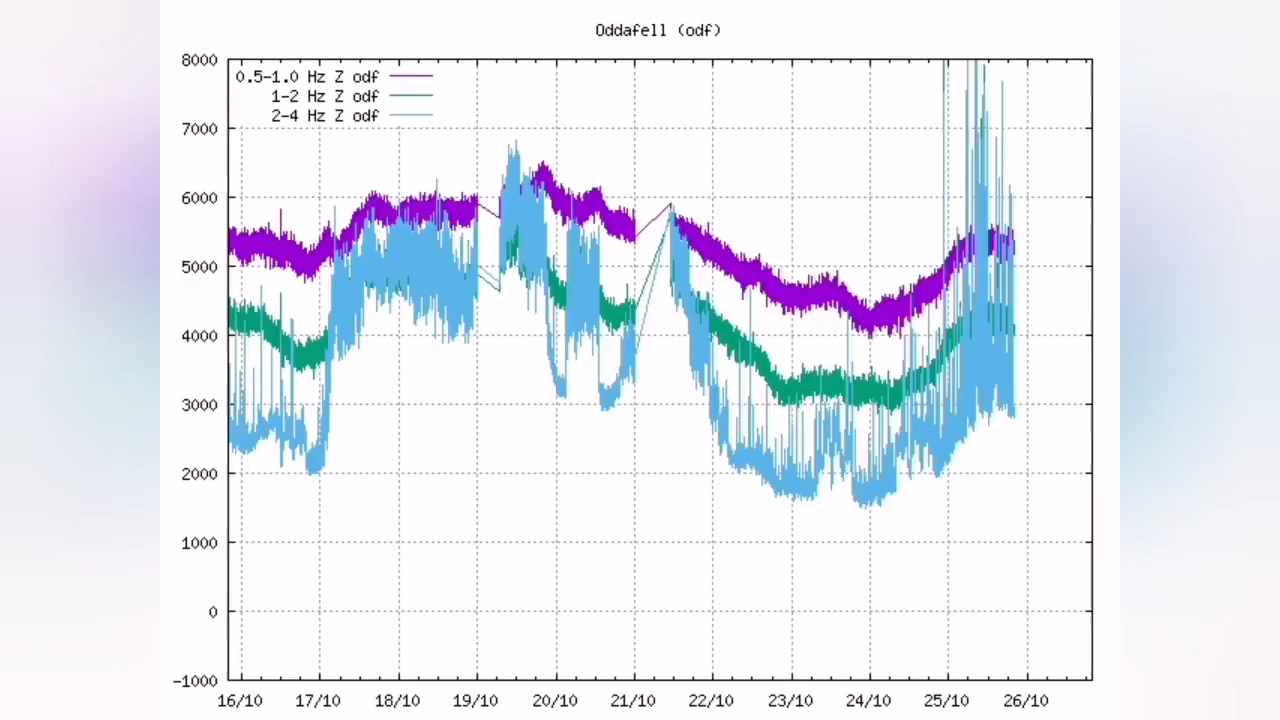 Oddafell (odf)
8000
0.5-1.0 Hz Z odf
1-2 Hz Z odf
2-4 Hz Z odf
7000
6000
5000
4000
3000
2000
1000
0
-1000
16/10 17/10 18/10 19/10 20/10 21/10 22/10 23/10 24/10 25/10 26/10